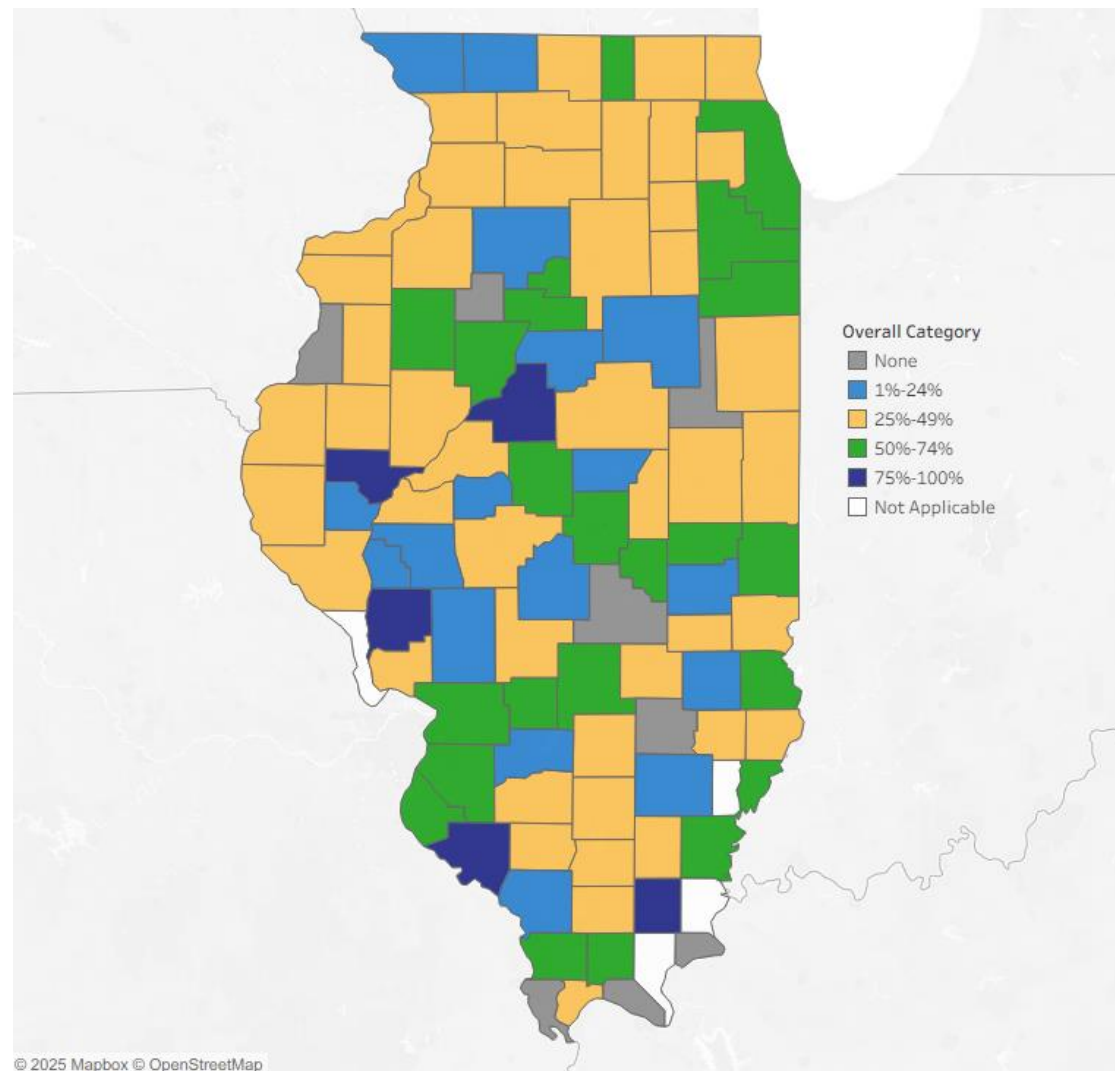 Overall Category
None
1%-24%
25%-49%
50%-74%
75%-100%
Not Applicable
© 2025 Mapbox © OpenStreetMap